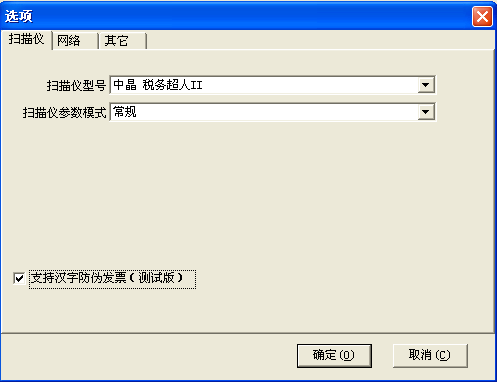 选项
扫描仪 网络 其它
扫描仪型号 中晶 税务超人II
扫描仪参数模式 常规
支持汉字防伪发票(测试版)
确定(O) 取消(C)